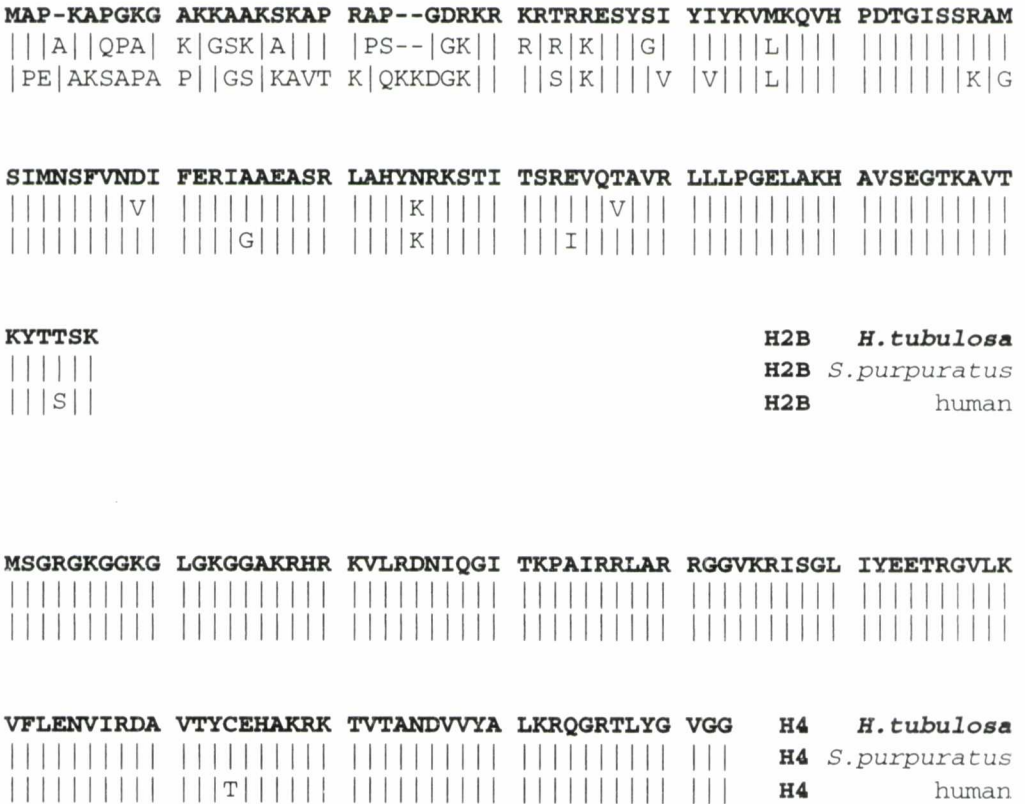 MAP-KAPGKG AKKAAKSKAP RAP--GDRKR KRTRRESYSI YIYKVMKQVH PDTGISSRAM
|||A||QPA| K|GSK|A||| |PS--|GK|| R|R|K|||G| ||||L|||| ||||||||||
|PE|AKSAPA P||GS|KAVT K|QKKDGK|| ||S|K||||V |V||L|||| |||||||K|G
SIMNSFVNDI FERIAAEASR LAHYNRKSTI TSREVQTAVR LLLPGELAKH AVSEGTKAVT
||||||||V| |||||||||| ||||K||||| ||||||V||| |||||||||| ||||||||||
|||||||||| ||||G||||| ||||K||||| |||I|||||| |||||||||| ||||||||||
KYTTSK H2B H.tubulosa
|||||| H2B S.purpuratus
|||S|| H2B human
MSGRGKGGKG LGKGGAKRHR KVLRDNIQGI TKPAIRRLAR RGGVKRISGL IYEETRGVLK
|||||||||| |||||||||| |||||||||| |||||||||| |||||||||| ||||||||||
|||||||||| |||||||||| |||||||||| |||||||||| |||||||||| ||||||||||
VFLENVIRDA VTYCEHAKRK TVTANDVVYA LKRQGRTLYG VGG H4 H.tubulosa
|||||||||| |||||||||| |||||||||| |||||||||| ||| H4 S.purpuratus
|||||||||| |||T|||||| |||||||||| |||||||||| ||| H4 human